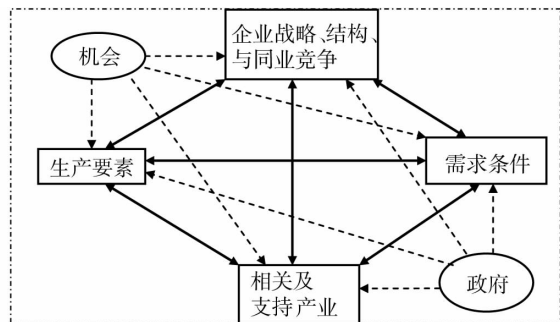 机会
企业战略、结构、
与同业竞争
生产要素
需求条件
相关及
支持产业
政府